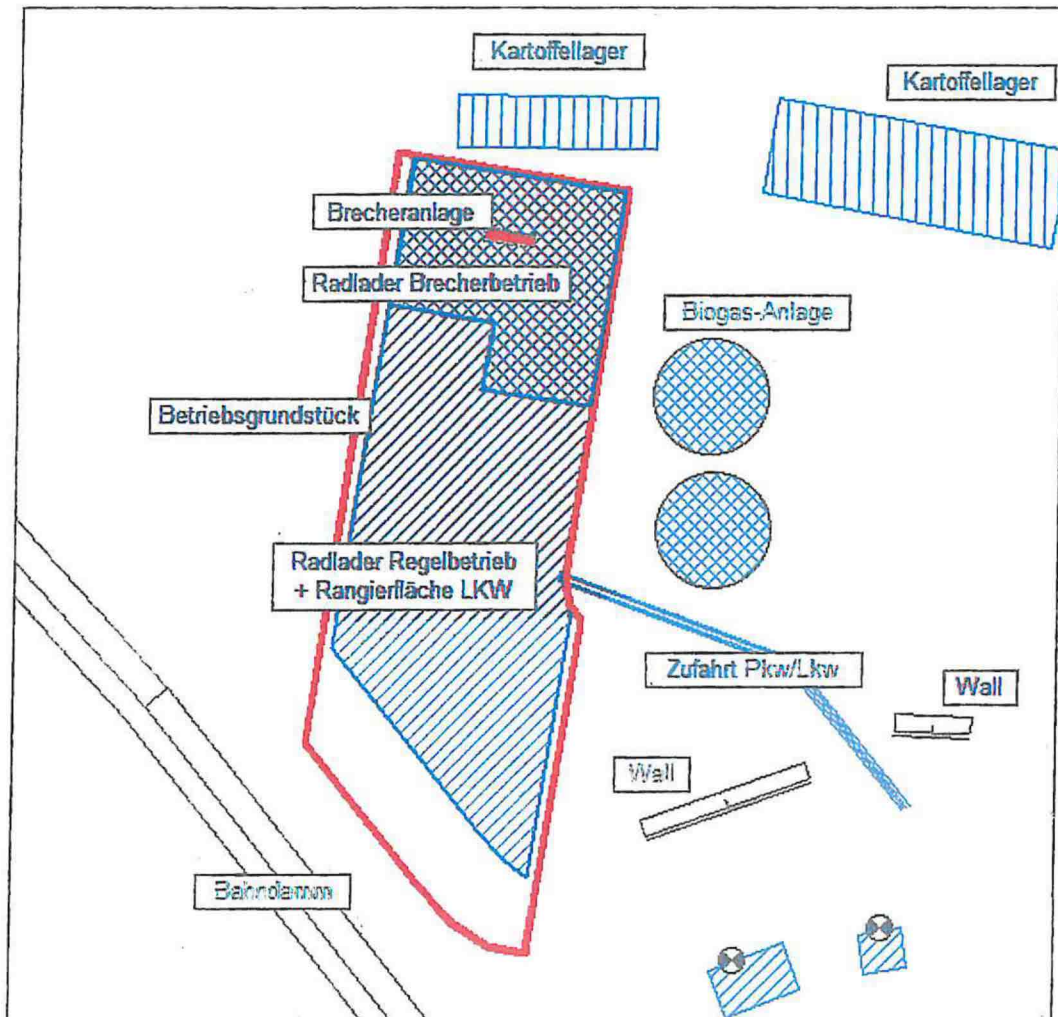 Kartoffellager
Kartoffellager
Brecheranlage
Radlader Brecherbetrieb
Biogas-Anlage
Betriebsgrundstück
Radlader Regelbetrieb
+ Rangierfläche LKW
Zufahrt Pkw/Lkw
Wall
Wall
Bahndamm